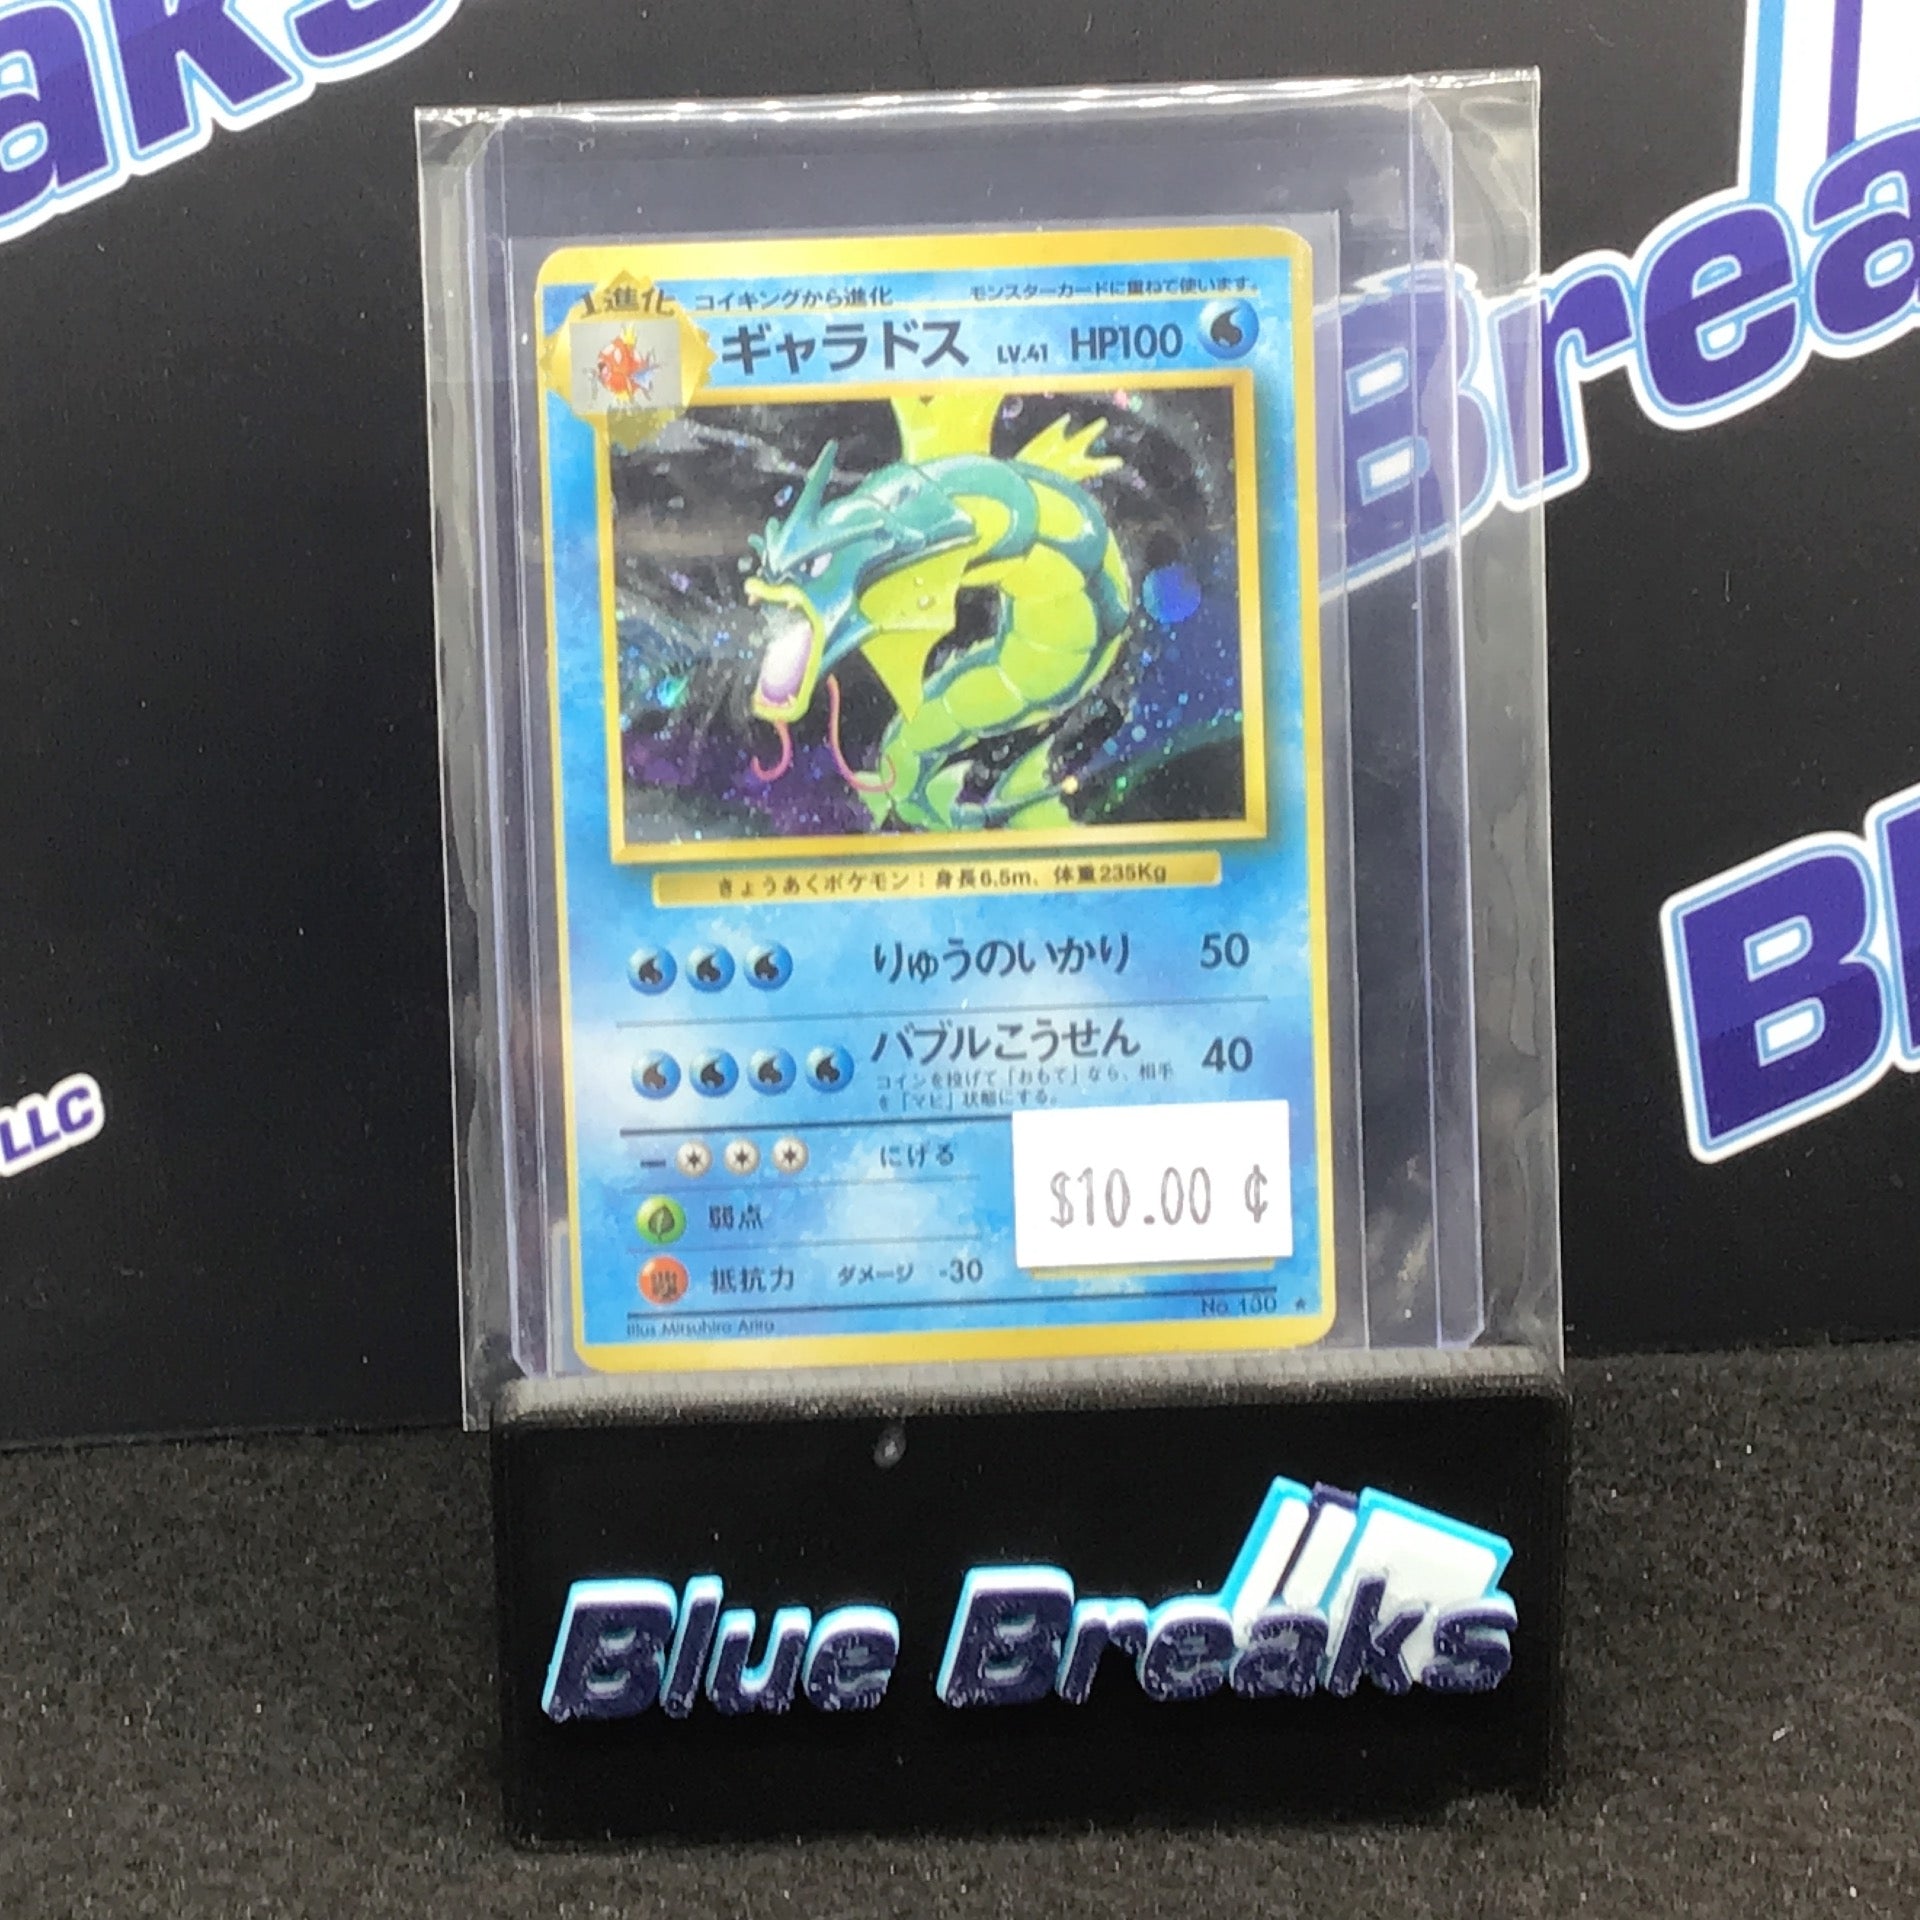 aks
Brea
LLC
Bl
1進化
コイキングから進化
モンスターカードに重ねて使います。
ギャラドス LV.41 HP100
きょうあくポケモン：身長6.5m、体重235Kg
りゅうのいかり 50
バブルこうせん 40
コインを投げて「おもて」なら、相手
を「マヒ」状態にする。
にげる
$10.00 ¢
弱点
抵抗力 ダメージ -30
No.130 ★
Illus. Mitsuhiro Arita
Blue Breaks